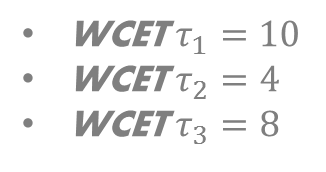 • WCET τ₁ = 10
• WCET τ₂ = 4
• WCET τ₃ = 8